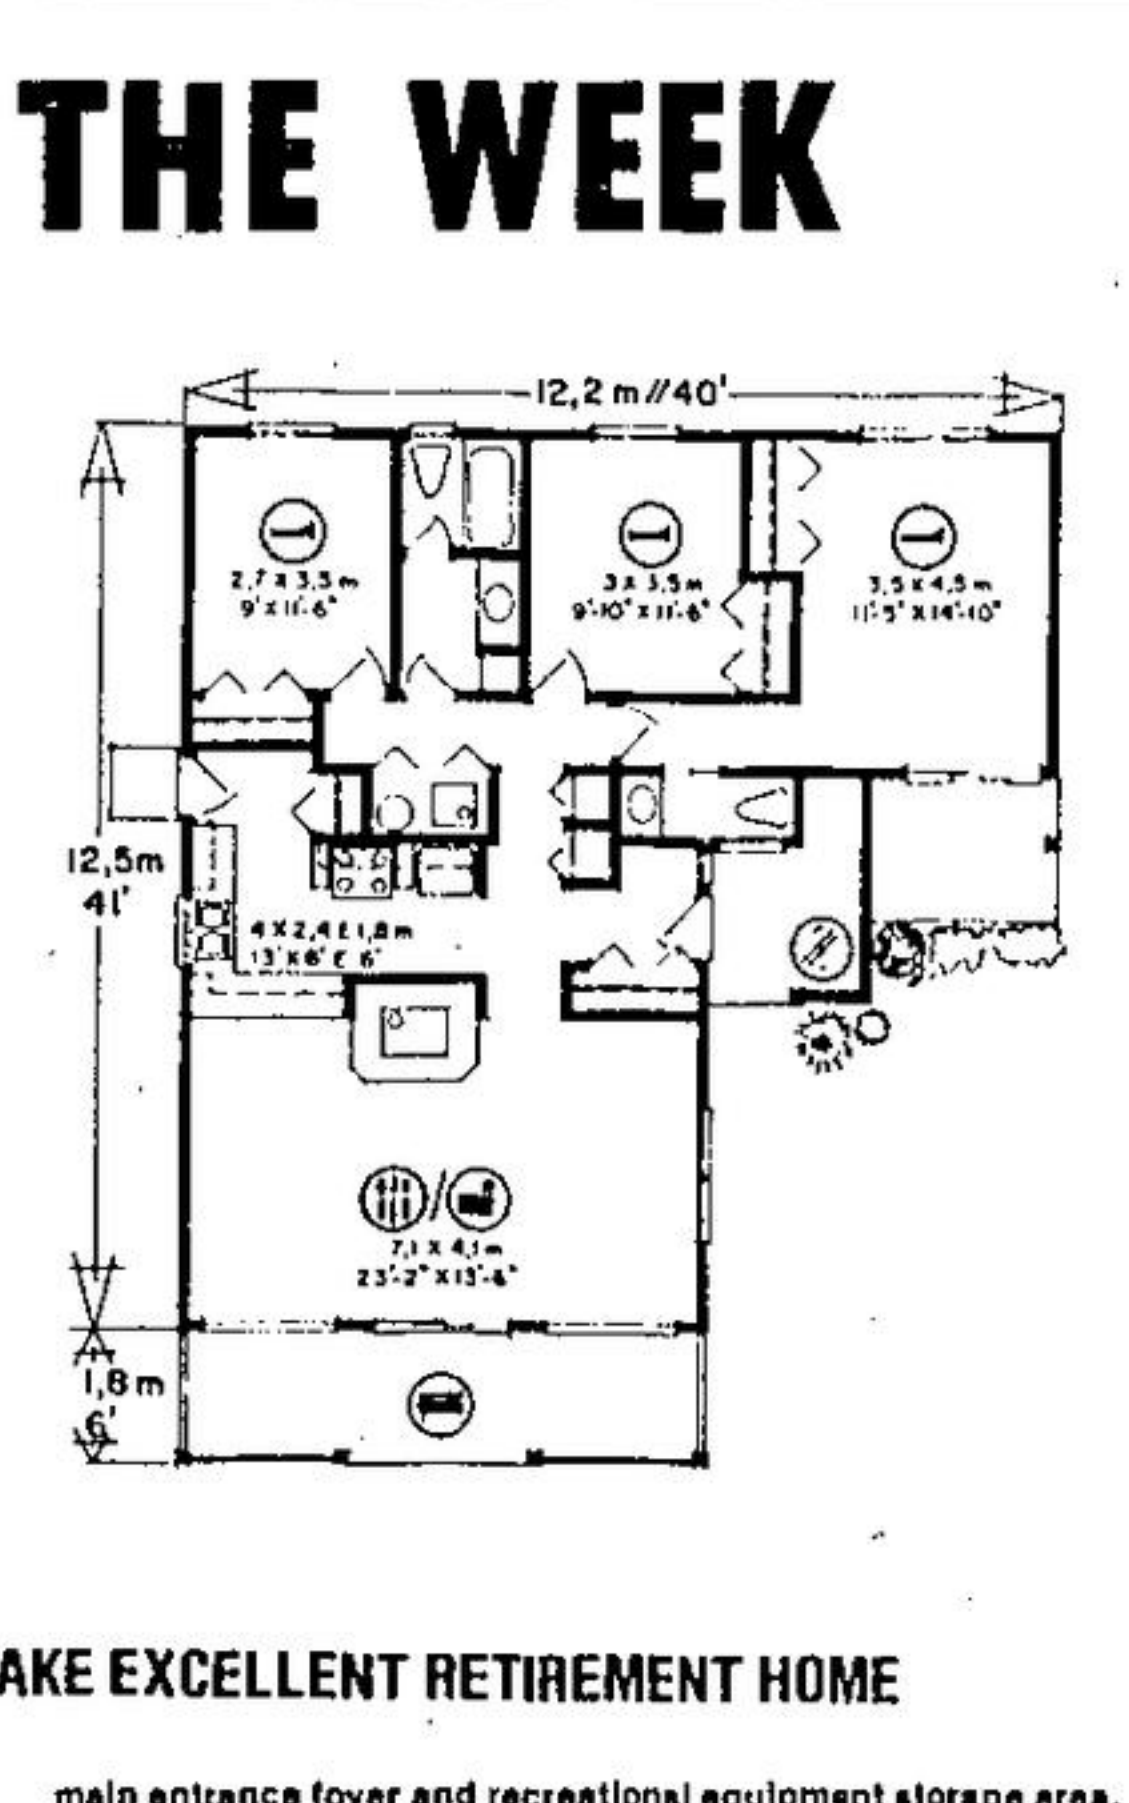 THE WEEK
12,2 m//40'
2,7 X 3,5 m
9' X 11'-6"
3 X 3,5 m
9'-10" X 11'-6"
3,5 X 4,5 m
11'-5" X 14'-10"
12,5m
41'
4 X 2,4 E 1,8 m
13' X 8' E 6'
7,1 X 4,1 m
23'-2" X 13'-6"
1,8 m
6'
AKE EXCELLENT RETIREMENT HOME
main entrance foyer and recreational equipment storage area.